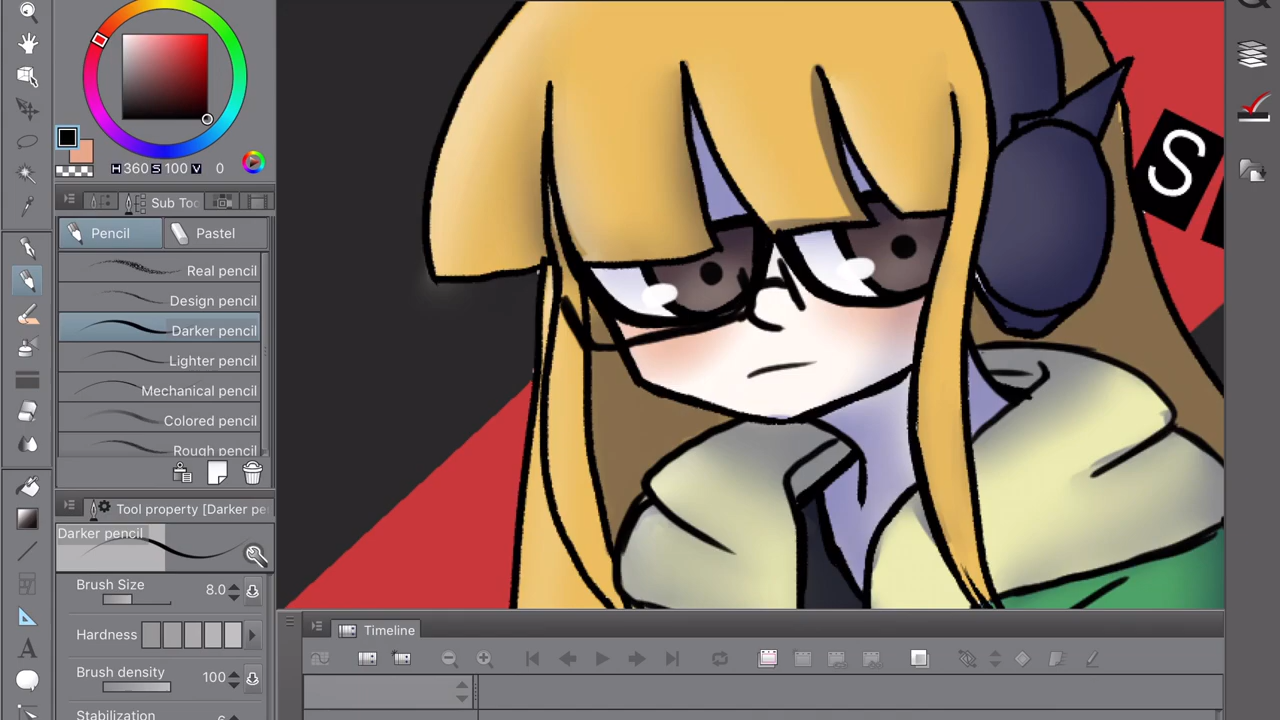 H 360 S 100 V 0
Sub Too
Pencil
Pastel
Real pencil
Design pencil
Darker pencil
Lighter pencil
Mechanical pencil
Colored pencil
Rough pencil
Tool property [Darker pe
Darker pencil
Brush Size 8.0
Hardness
Brush density 100
Stabilization 6
A
S
Timeline